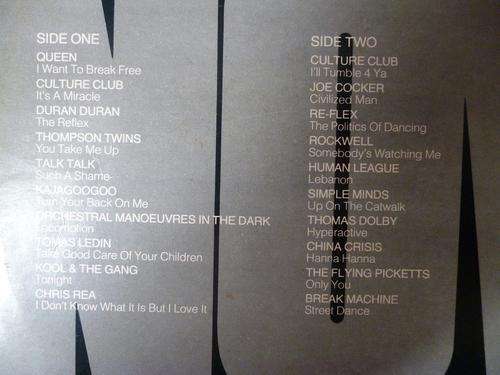 SIDE ONE
QUEEN
I Want To Break Free
CULTURE CLUB
It's A Miracle
DURAN DURAN
The Reflex
THOMPSON TWINS
You Take Me Up
TALK TALK
Such A Shame
KAJAGOOGOO
Turn Your Back On Me
ORCHESTRAL MANOEUVRES IN THE DARK
Locomotion
TOMAS LEDIN
Take Good Care Of Your Children
KOOL & THE GANG
Tonight
CHRIS REA
I Don't Know What It Is But I Love It
SIDE TWO
CULTURE CLUB
I'll Tumble 4 Ya
JOE COCKER
Civilized Man
RE-FLEX
The Politics Of Dancing
ROCKWELL
Somebody's Watching Me
HUMAN LEAGUE
Lebanon
SIMPLE MINDS
Up On The Catwalk
THOMAS DOLBY
Hyperactive
CHINA CRISIS
Hanna Hanna
THE FLYING PICKETTS
Only You
BREAK MACHINE
Street Dance